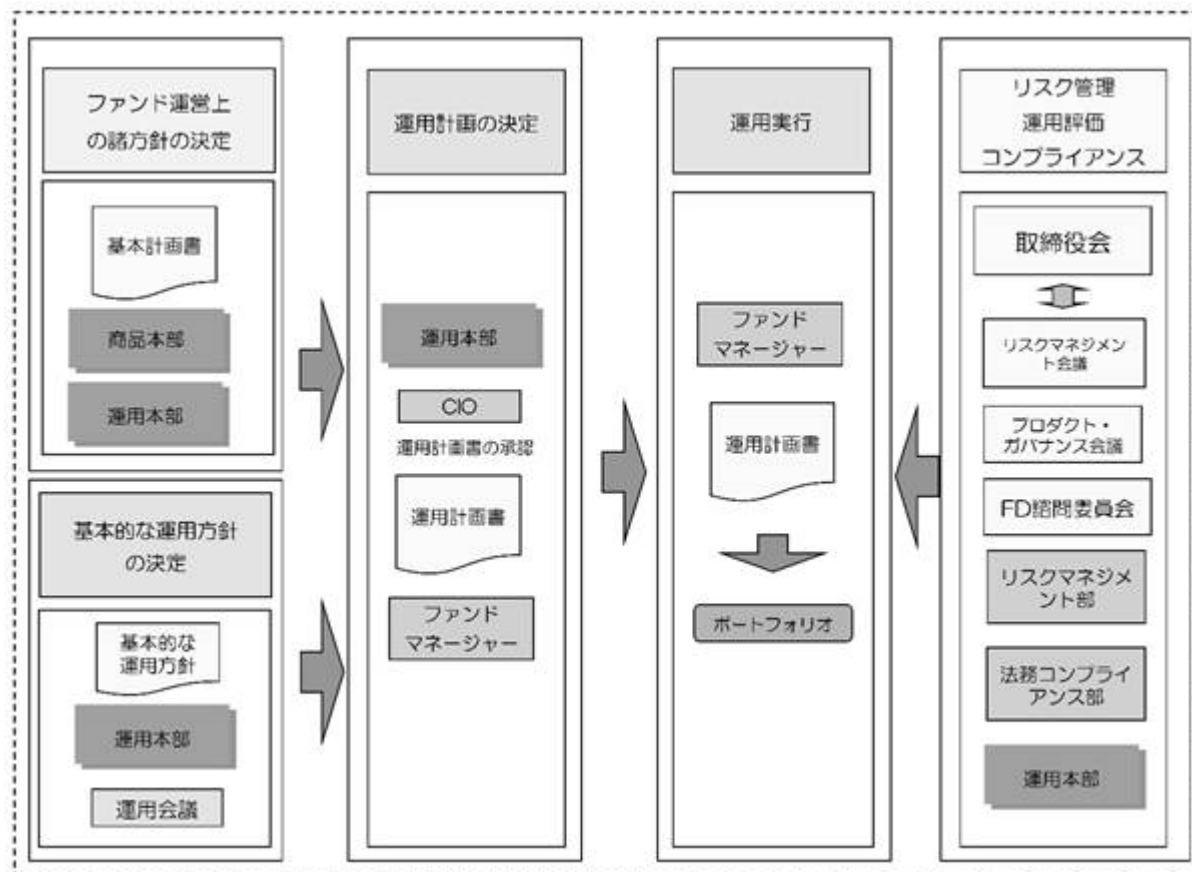 ファンド運営上
の諸方針の決定
基本計画書
商品本部
運用本部
基本的な運用方針
の決定
基本的な
運用方針
運用本部
運用会議
運用計画の決定
運用本部
CIO
運用計画書の承認
運用計画書
ファンド
マネージャー
運用実行
ファンド
マネージャー
運用計画書
ポートフォリオ
リスク管理
運用評価
コンプライアンス
取締役会
リスクマネジメン
ト会議
プロダクト・
ガバナンス会議
FD諮問委員会
リスクマネジメ
ント部
法務コンプライ
アンス部
運用本部